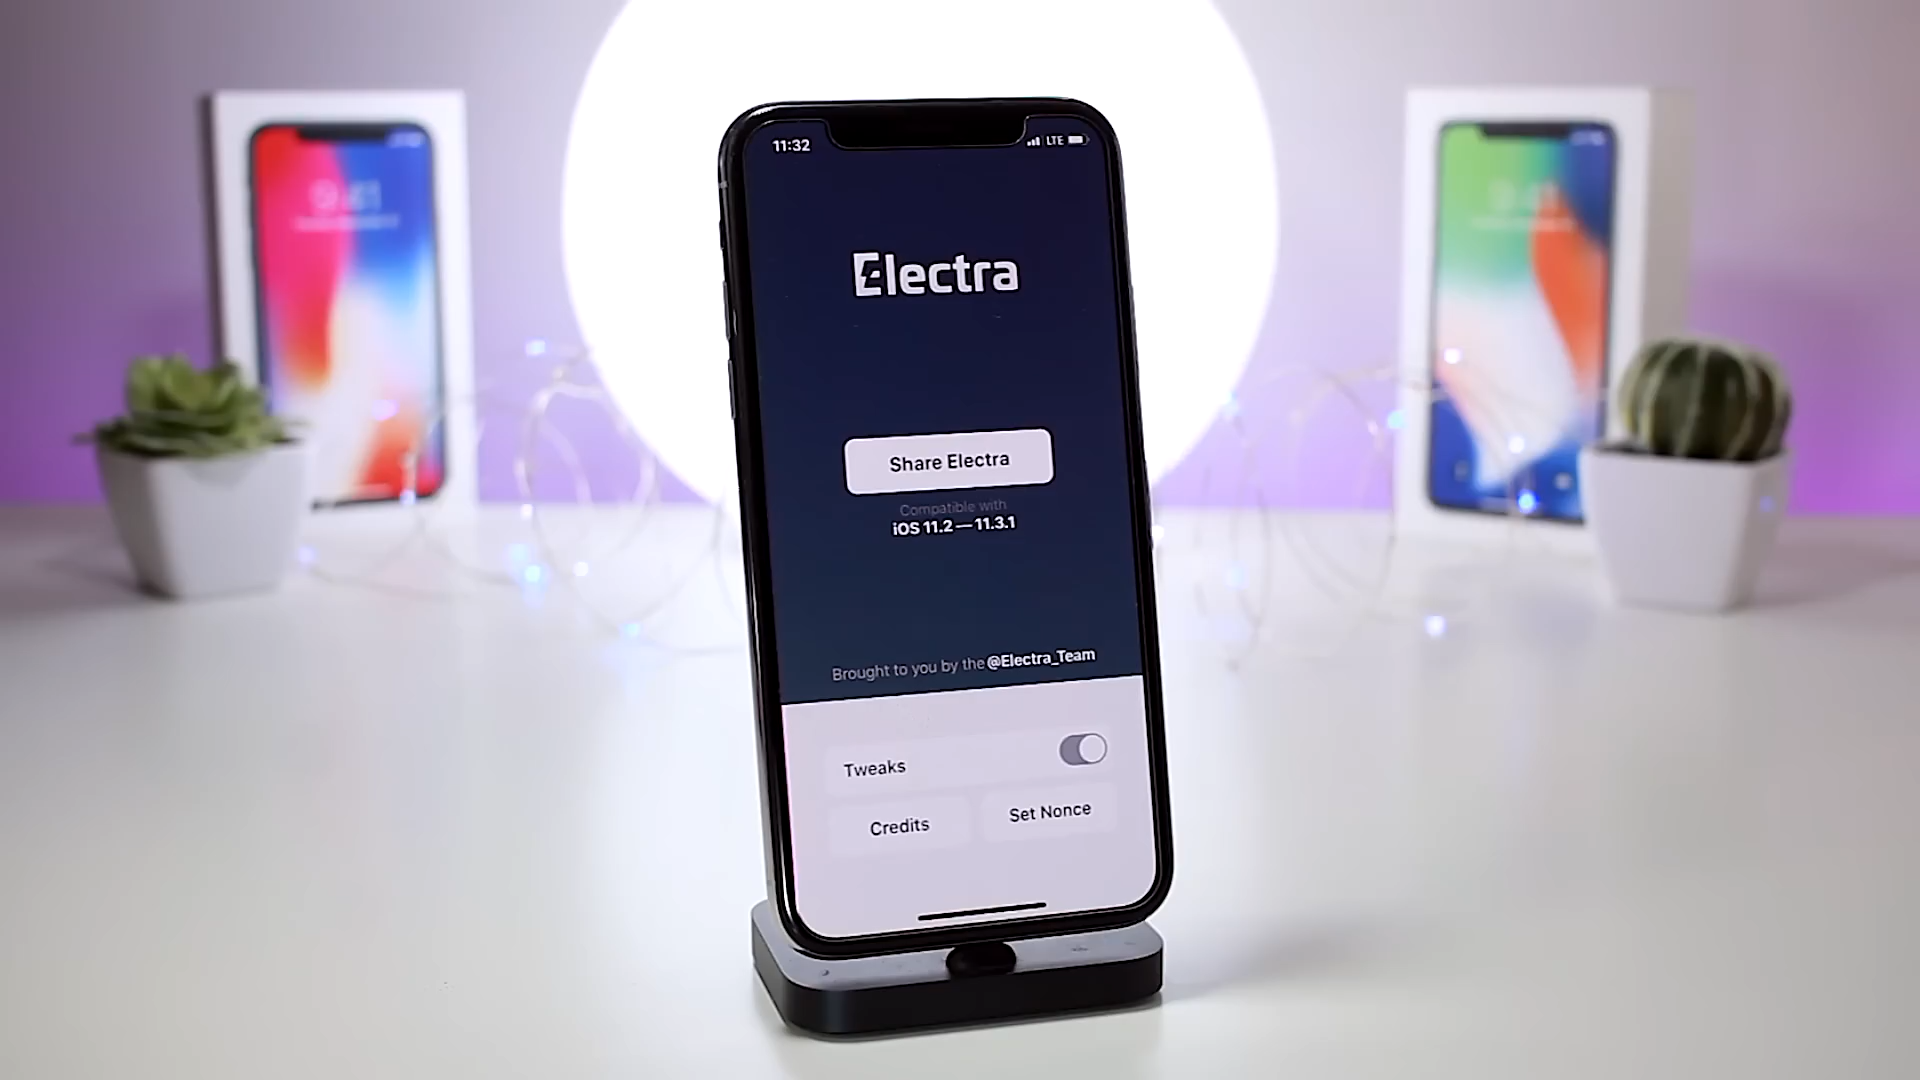 11:32
LTE
Electra
Share Electra
Compatible with
iOS 11.2 — 11.3.1
Brought to you by the @Electra_Team
Tweaks
Credits
Set Nonce